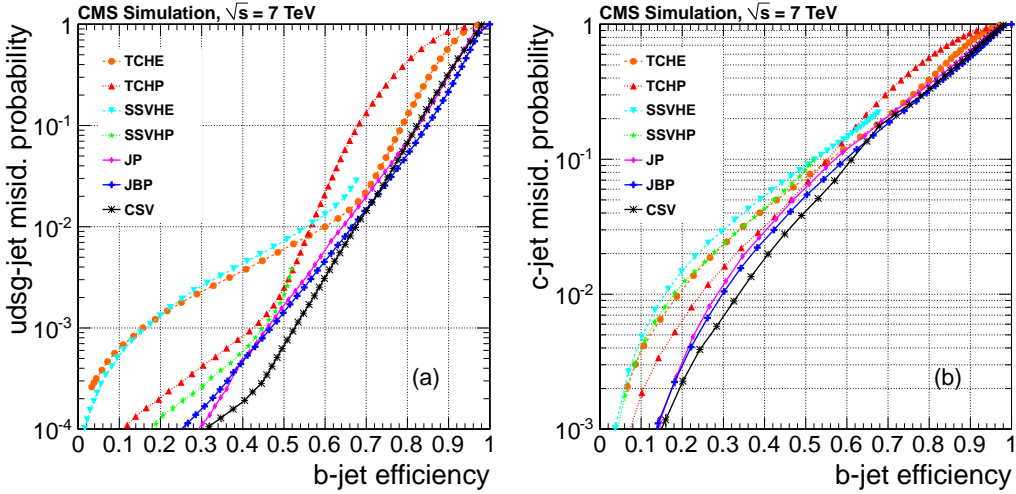 CMS Simulation, √s = 7 TeV
udsg-jet misid. probability
1
10⁻¹
10⁻²
10⁻³
10⁻⁴
TCHE
TCHP
SSVHE
SSVHP
JP
JBP
CSV
(a)
0 0.1 0.2 0.3 0.4 0.5 0.6 0.7 0.8 0.9 1
b-jet efficiency
CMS Simulation, √s = 7 TeV
c-jet misid. probability
1
10⁻¹
10⁻²
10⁻³
TCHE
TCHP
SSVHE
SSVHP
JP
JBP
CSV
(b)
0 0.1 0.2 0.3 0.4 0.5 0.6 0.7 0.8 0.9 1
b-jet efficiency